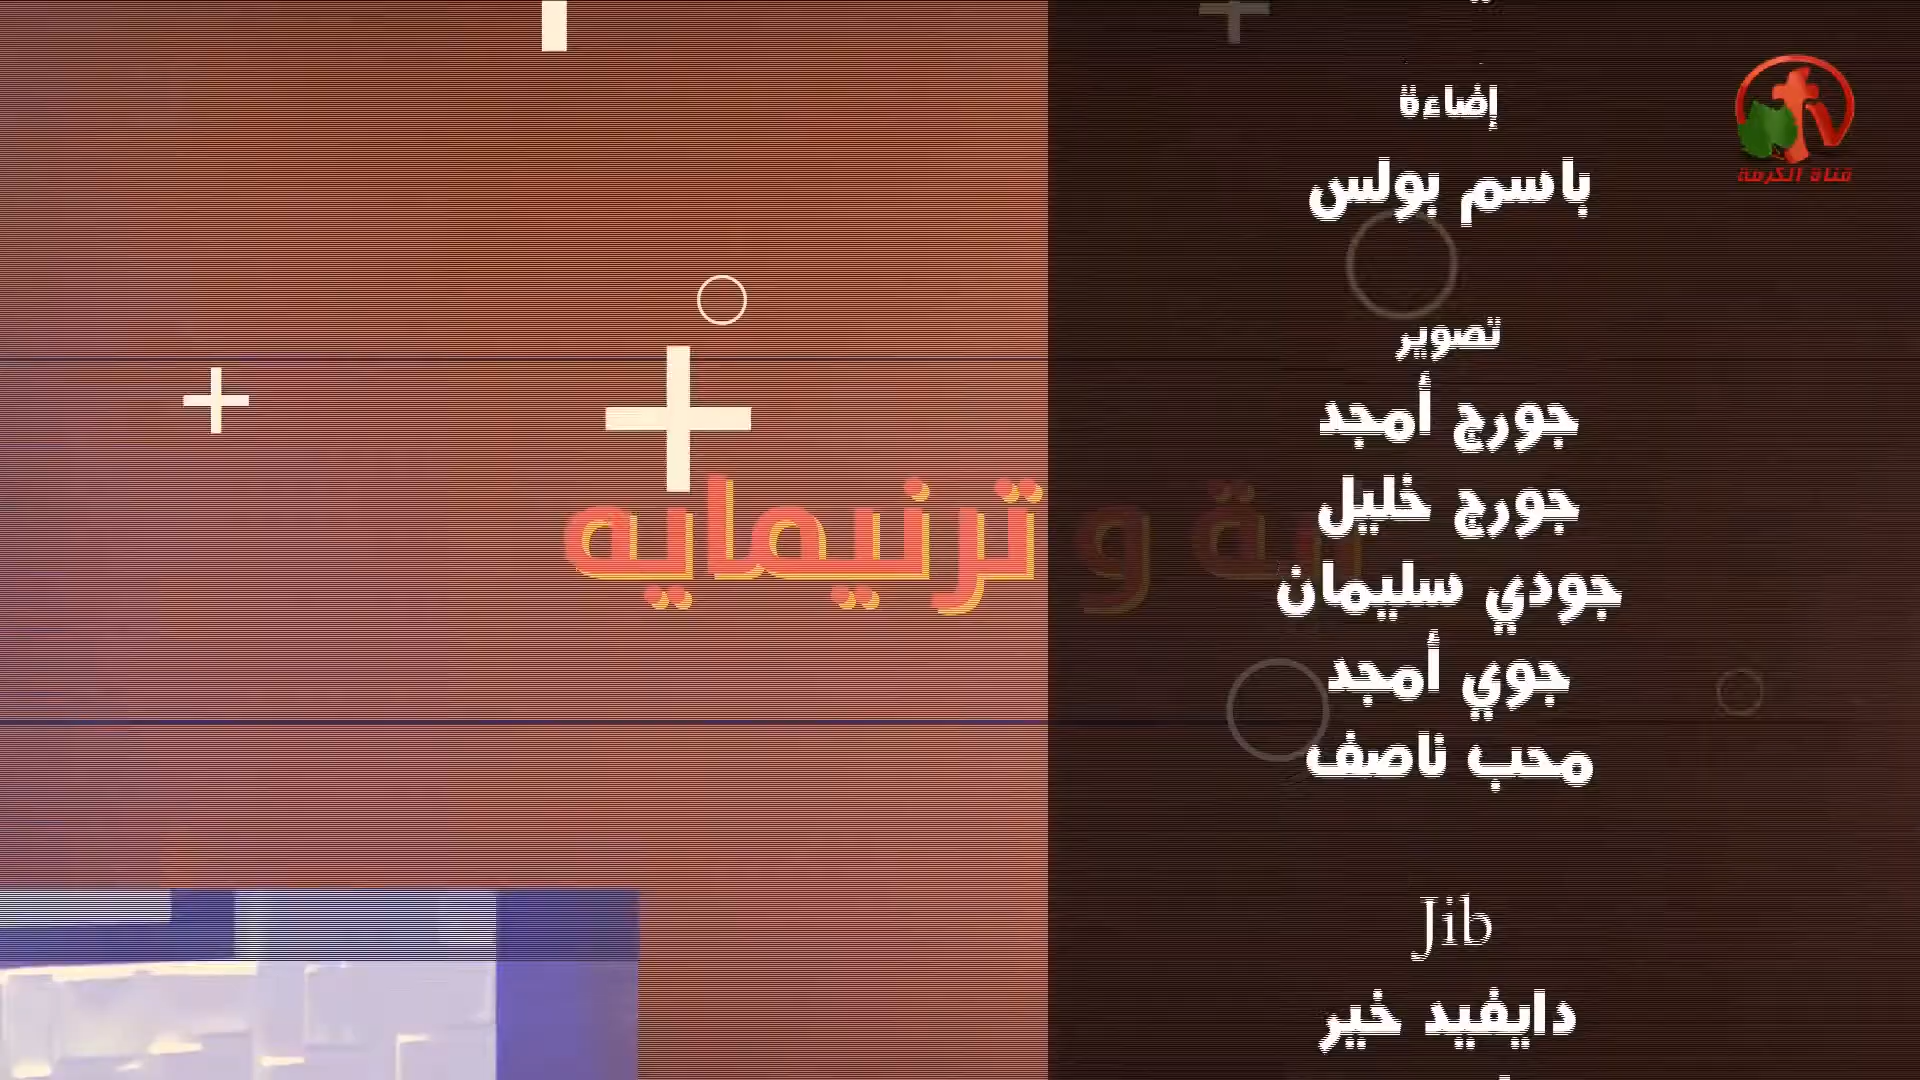 إضاءة
باسم بولس
تصوير
جورج أمجد
جورج خليل
جودي سليمان
جوي أمجد
محب ناصف
Jib
دايفيد خير
آية و ترنيمايه
قناة الكرمة